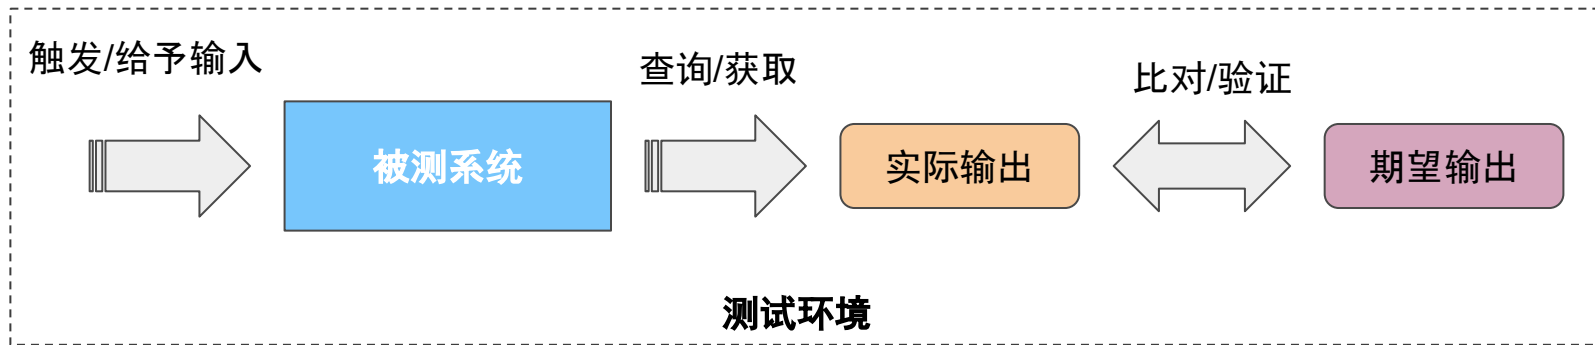 触发/给予输入
查询/获取
比对/验证
被测系统
实际输出
期望输出
测试环境